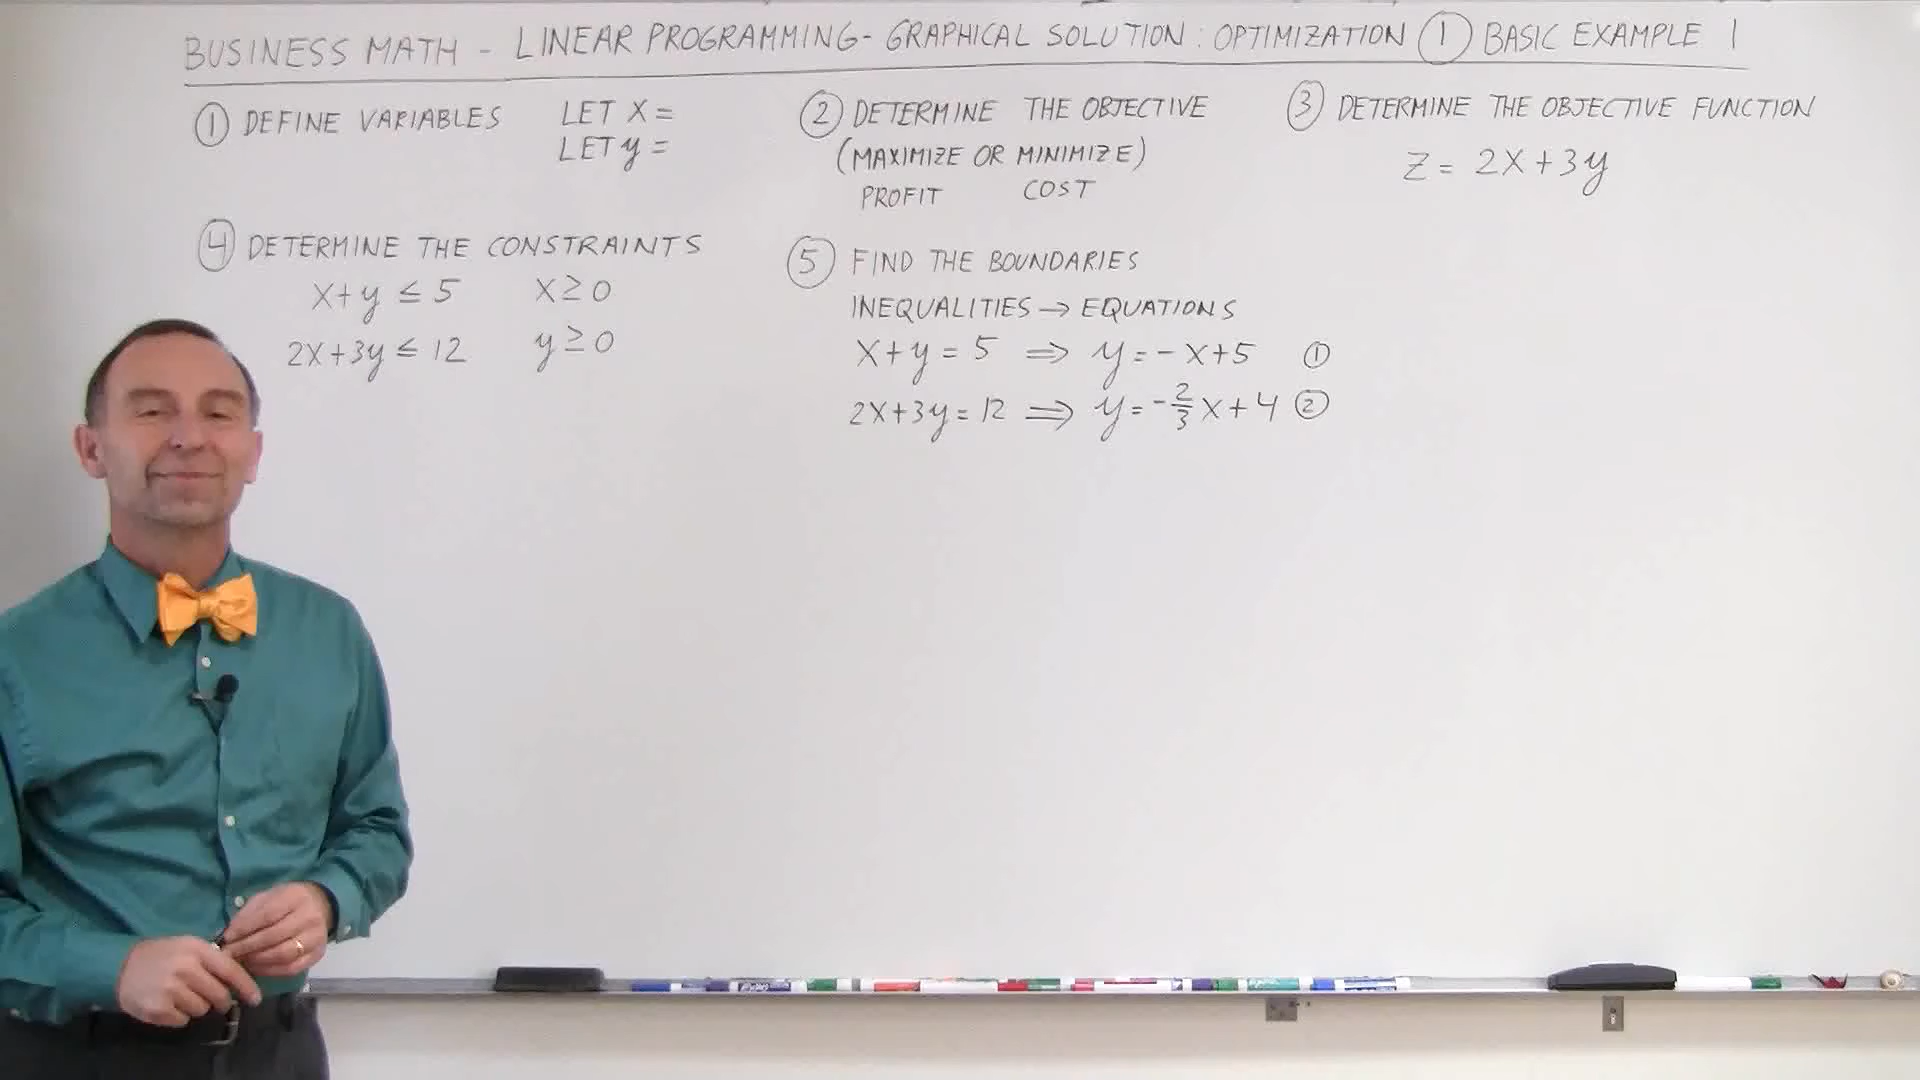 BUSINESS MATH - LINEAR PROGRAMMING - GRAPHICAL SOLUTION : OPTIMIZATION ① BASIC EXAMPLE 1
① DEFINE VARIABLES LET X =
LET y =
② DETERMINE THE OBJECTIVE
(MAXIMIZE OR MINIMIZE)
PROFIT COST
③ DETERMINE THE OBJECTIVE FUNCTION
Z = 2X + 3y
④ DETERMINE THE CONSTRAINTS
X + y ≤ 5 X ≥ 0
2X + 3y ≤ 12 y ≥ 0
⑤ FIND THE BOUNDARIES
INEQUALITIES → EQUATIONS
X + y = 5 ⇒ y = - X + 5 ①
2X + 3y = 12 ⇒ y = - 2/3 X + 4 ②